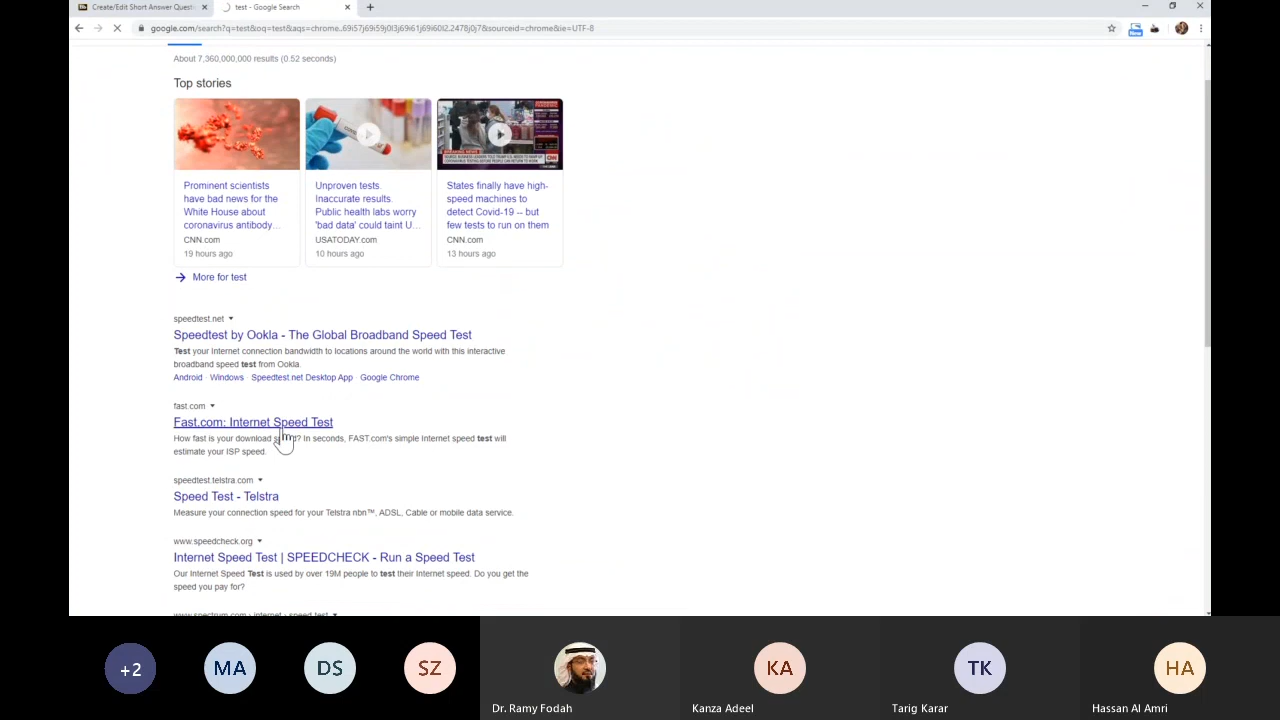 Create/Edit Short Answer Questi
test - Google Search
google.com/search?q=test&oq=test&aqs=chrome..69i57j69i59j0l3j69i61j69i60l2.2478j0j7&sourceid=chrome&ie=UTF-8
New
About 7,360,000,000 results (0.52 seconds)
Top stories
Prominent scientists
have bad news for the
White House about
coronavirus antibody…
CNN.com
19 hours ago
Unproven tests.
Inaccurate results.
Public health labs worry
'bad data' could taint U…
USATODAY.com
10 hours ago
States finally have high-
speed machines to
detect Covid-19 -- but
few tests to run on them
CNN.com
13 hours ago
More for test
speedtest.net
Speedtest by Ookla - The Global Broadband Speed Test
Test your Internet connection bandwidth to locations around the world with this interactive
broadband speed test from Ookla.
Android · Windows · Speedtest.net Desktop App · Google Chrome
fast.com
Fast.com: Internet Speed Test
How fast is your download speed? In seconds, FAST.com's simple Internet speed test will
estimate your ISP speed.
speedtest.telstra.com
Speed Test - Telstra
Measure your connection speed for your Telstra nbn™, ADSL, Cable or mobile data service.
www.speedcheck.org
Internet Speed Test | SPEEDCHECK - Run a Speed Test
Our Internet Speed Test is used by over 19M people to test their Internet speed. Do you get the
speed you pay for?
www.spectrum.com › internet › speed-test
+2
MA
DS
SZ
Dr. Ramy Fodah
KA
Kanza Adeel
TK
Tarig Karar
HA
Hassan Al Amri